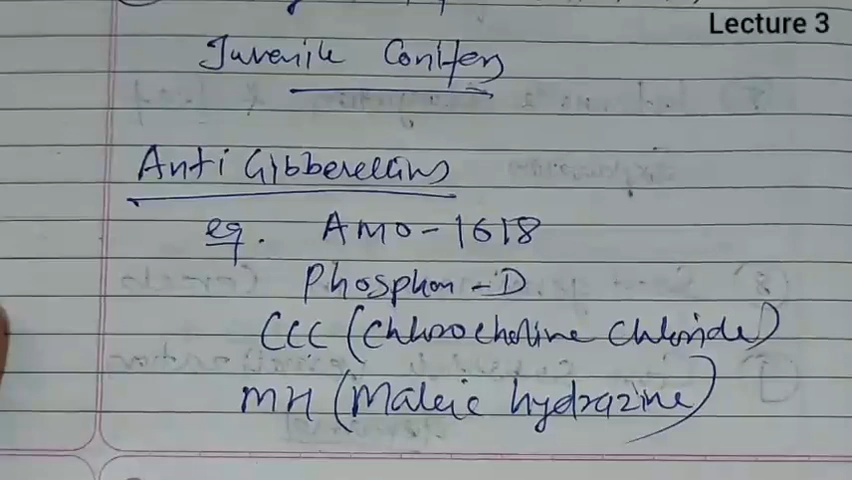 Lecture 3
Juvenile Conifers
Anti Gibberellins
eg. AMO-1618
Phosphon-D
CCC (Chlorocholine Chloride)
MH (Maleic hydrazine)